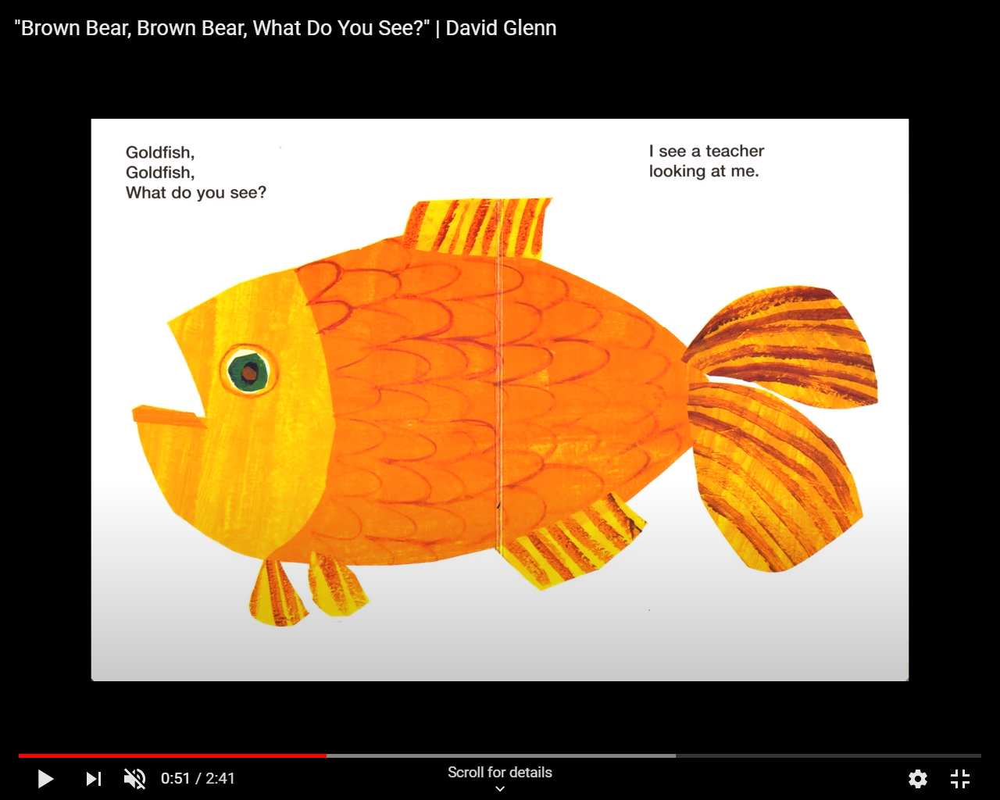 "Brown Bear, Brown Bear, What Do You See?" | David Glenn
Goldfish,
Goldfish,
What do you see?
I see a teacher
looking at me.
0:51 / 2:41
Scroll for details